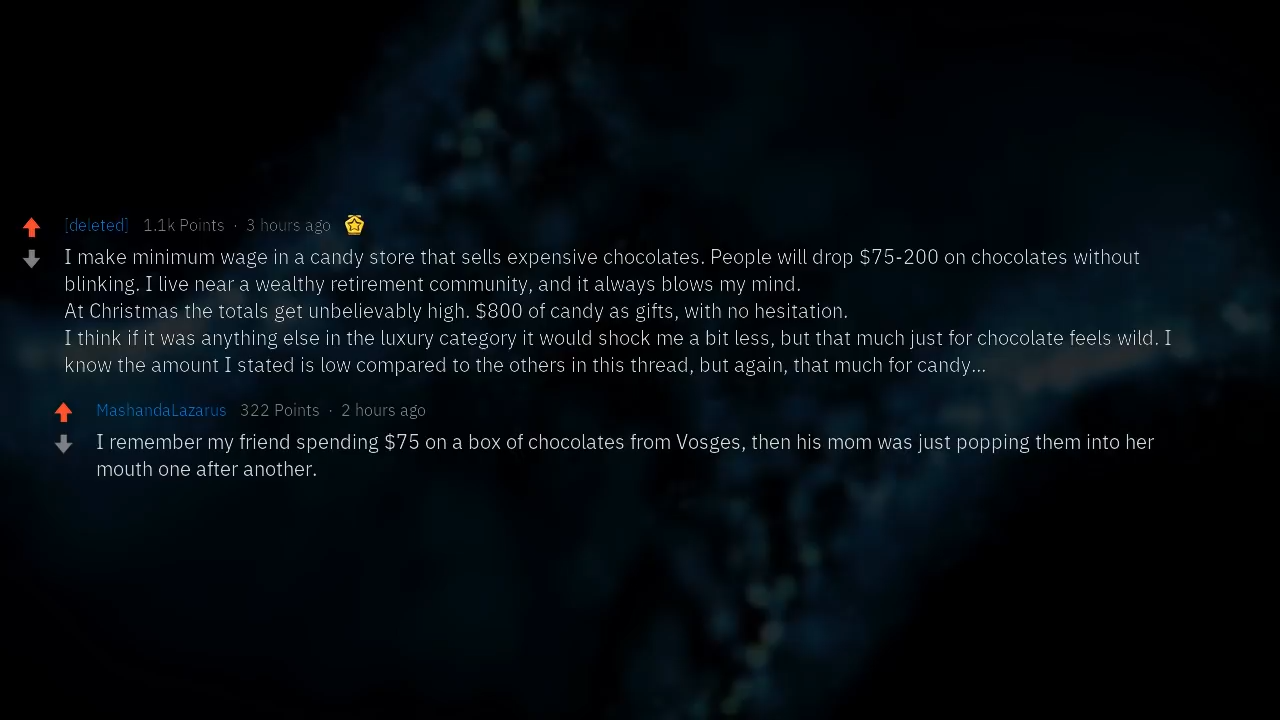 [deleted] 1.1k Points · 3 hours ago
I make minimum wage in a candy store that sells expensive chocolates. People will drop $75-200 on chocolates without
blinking. I live near a wealthy retirement community, and it always blows my mind.
At Christmas the totals get unbelievably high. $800 of candy as gifts, with no hesitation.
I think if it was anything else in the luxury category it would shock me a bit less, but that much just for chocolate feels wild. I
know the amount I stated is low compared to the others in this thread, but again, that much for candy...
MashandaLazarus 322 Points · 2 hours ago
I remember my friend spending $75 on a box of chocolates from Vosges, then his mom was just popping them into her
mouth one after another.